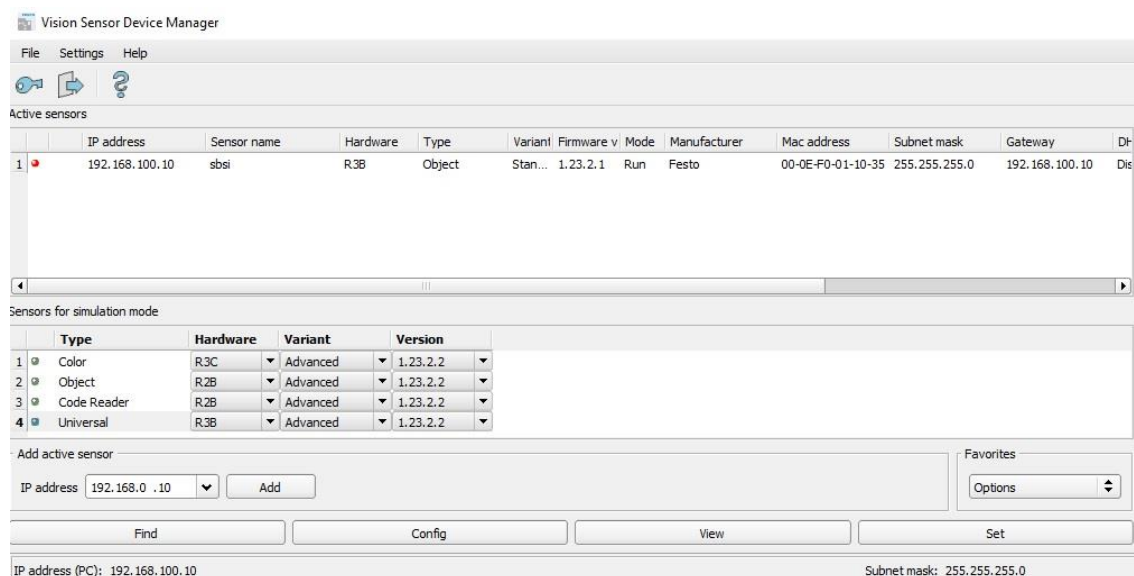 Vision Sensor Device Manager
File Settings Help
Active sensors
IP address Sensor name Hardware Type Variant Firmware v Mode Manufacturer Mac address Subnet mask Gateway DH
1 192.168.100.10 sbsi R3B Object Stan... 1.23.2.1 Run Festo 00-0E-F0-01-10-35 255.255.255.0 192.168.100.10 Dis
Sensors for simulation mode
Type Hardware Variant Version
1 Color R3C Advanced 1.23.2.2
2 Object R2B Advanced 1.23.2.2
3 Code Reader R2B Advanced 1.23.2.2
4 Universal R3B Advanced 1.23.2.2
Add active sensor Favorites
IP address 192.168.0 .10 Add Options
Find Config View Set
IP address (PC): 192.168.100.10 Subnet mask: 255.255.255.0